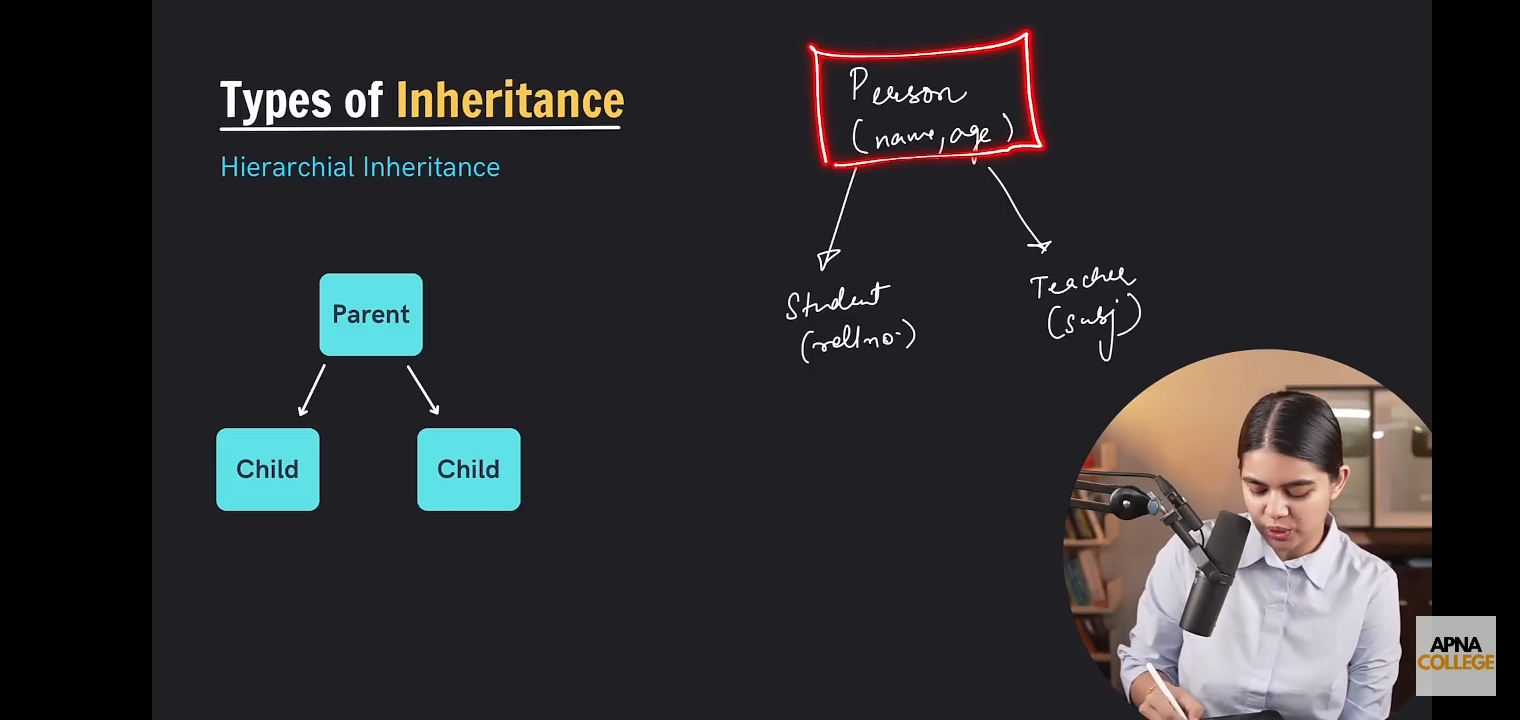 Types of Inheritance
Hierarchial Inheritance
Parent
Child
Child
Person
(name, age)
Student
(rollno.)
Teacher
(subj)
APNA
COLLEGE